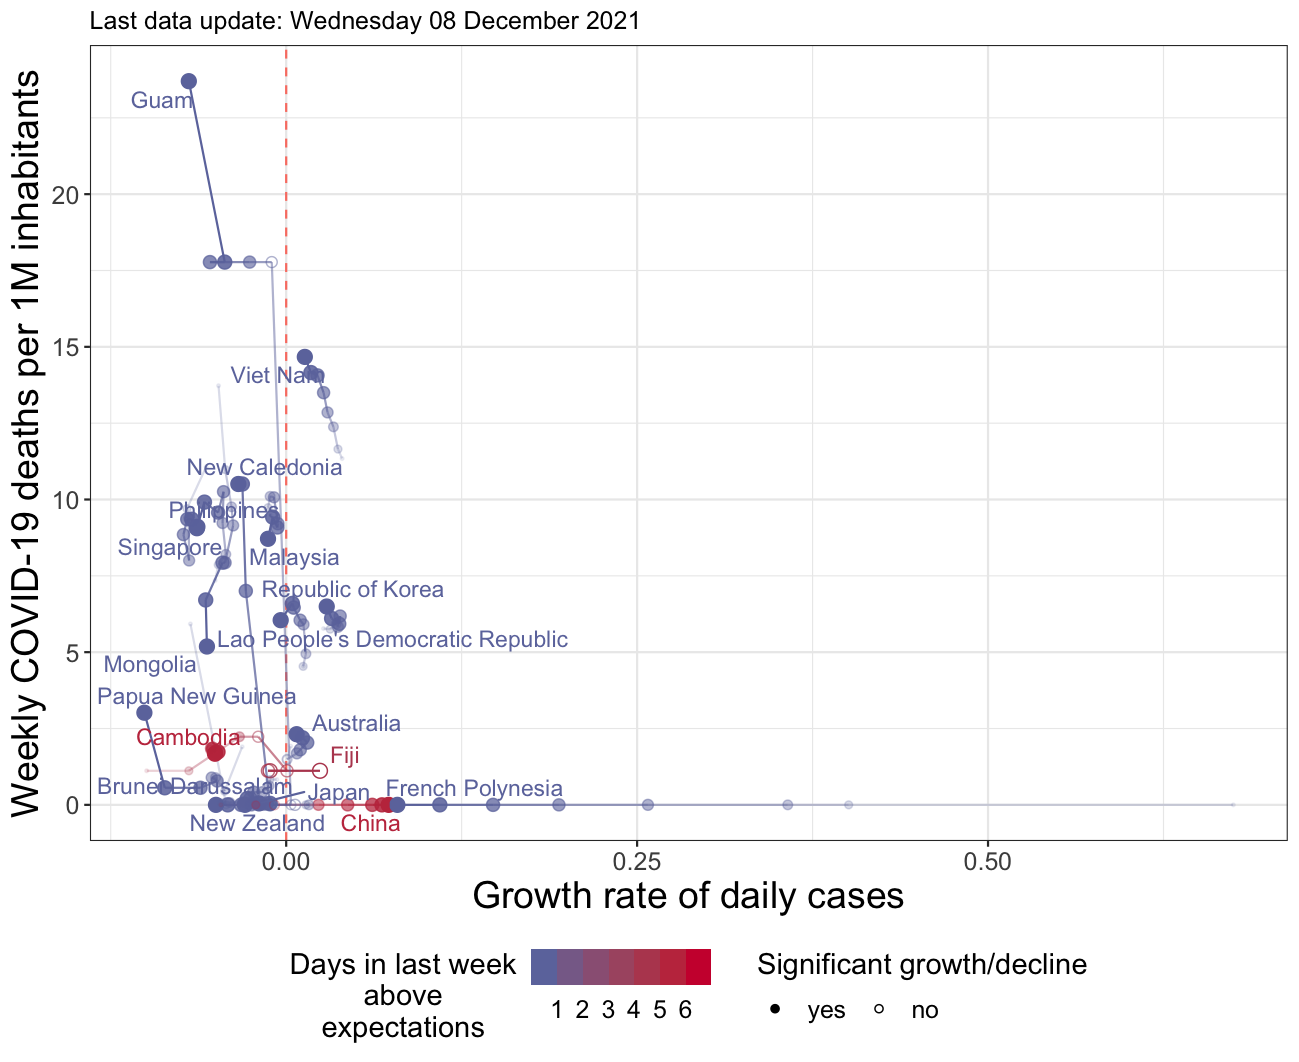 Last data update: Wednesday 08 December 2021
Weekly COVID-19 deaths per 1M inhabitants
20
15
10
5
0
Guam
Viet Nam
New Caledonia
Philippines
Singapore
Malaysia
Republic of Korea
Lao People's Democratic Republic
Mongolia
Papua New Guinea
Australia
Cambodia
Fiji
Brunei Darussalam
Japan
French Polynesia
New Zealand
China
0.00
0.25
0.50
Growth rate of daily cases
Days in last week
above
expectations
1 2 3 4 5 6
Significant growth/decline
yes
no